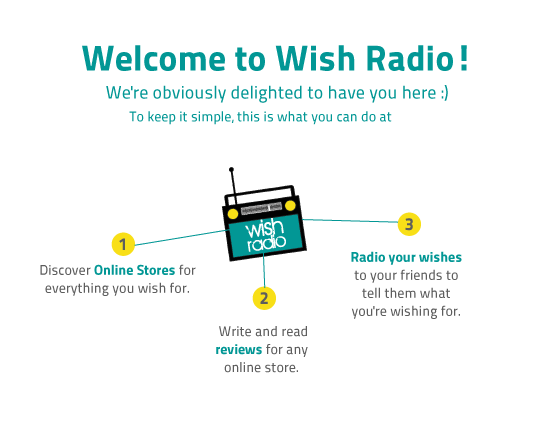 Welcome to Wish Radio!
We're obviously delighted to have you here :)
To keep it simple, this is what you can do at
wish
radio
1
Discover Online Stores for
everything you wish for.
2
Write and read
reviews for any
online store.
3
Radio your wishes
to your friends to
tell them what
you're wishing for.